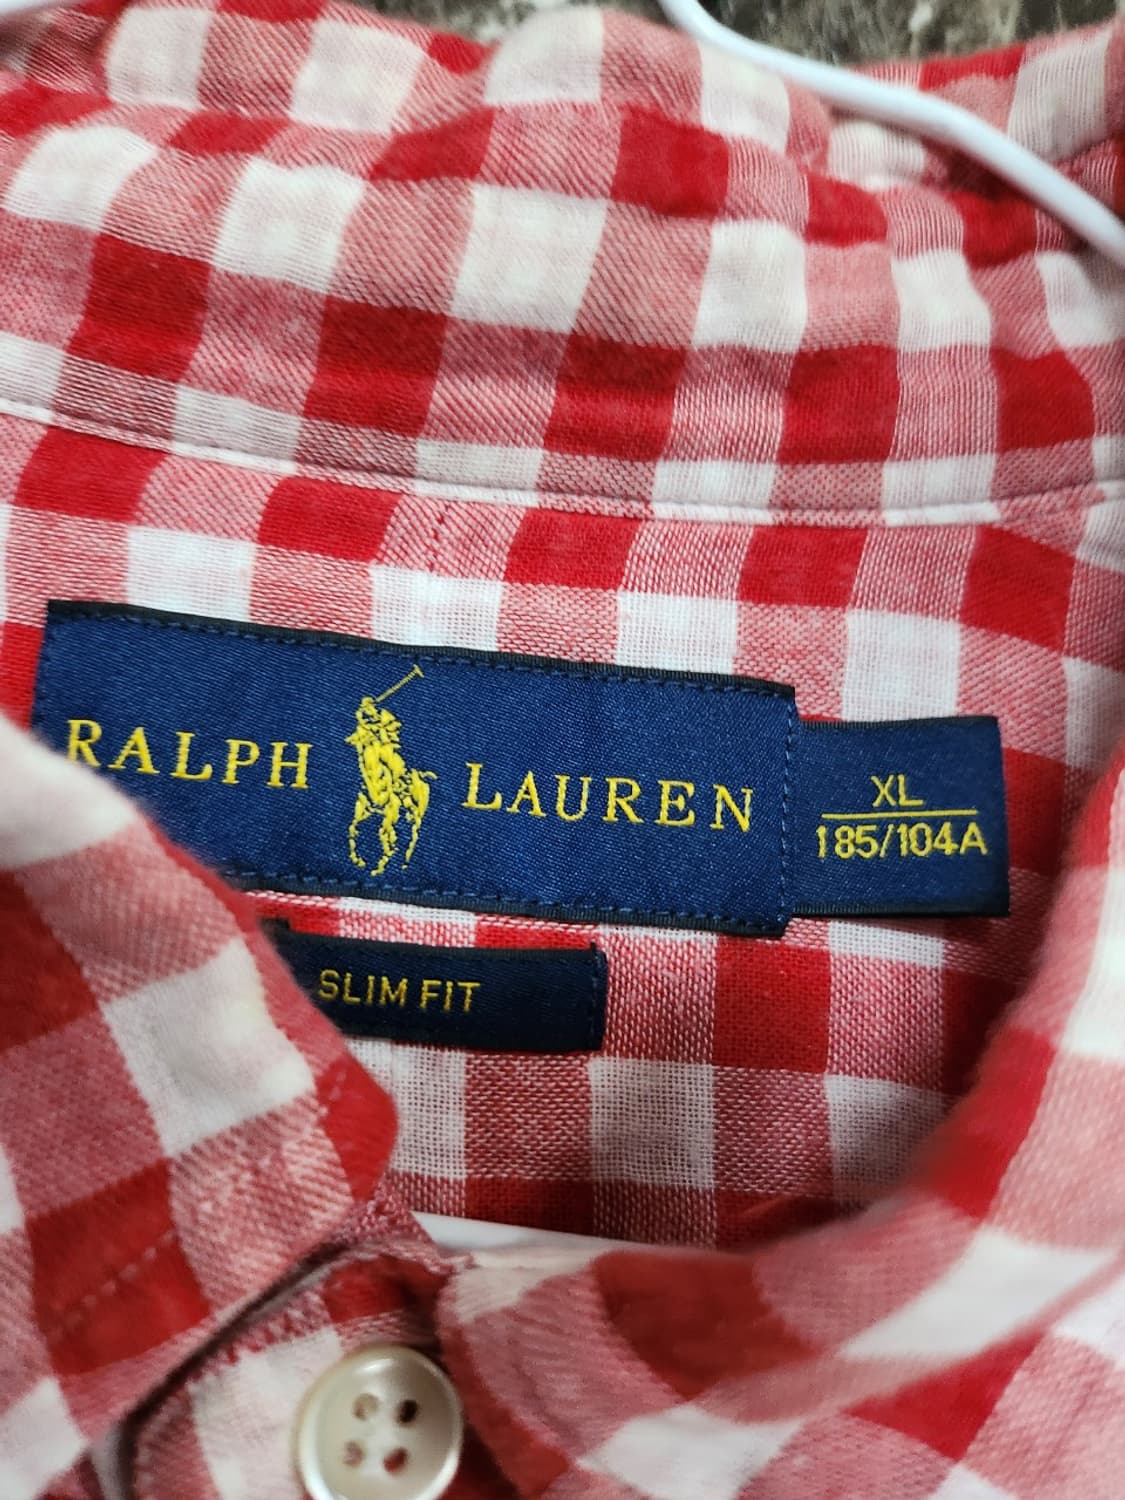 RALPH LAUREN
XL
185/104A
SLIM FIT